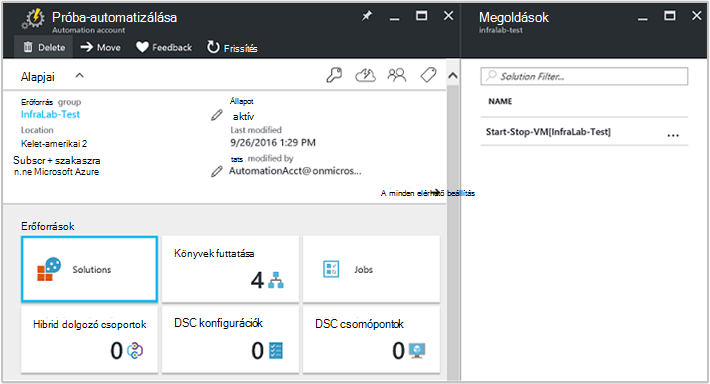 Próba-automatizálása
Automation account
Delete Move Feedback Frissítés
Alapjai
Erőforrás group
InfraLab-Test
Location
Kelet-amerikai 2
Subscr + szakaszra
n.ne Microsoft Azure
Állapot
aktív
Last modified
9/26/2016 1:29 PM
tats modified by
AutomationAcct@onmicros...
A minden elérhető beállítás
Erőforrások
Solutions
Könyvek futtatása
4
Jobs
Hibrid dolgozó csoportok
0
DSC konfigurációk
0
DSC csomópontok
0
Megoldások
infralab-test
Solution Filter...
NAME
Start-Stop-VM[InfraLab-Test] ...